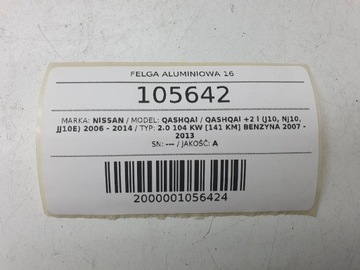 FELGA ALUMINIOWA 16
105642
MARKA: NISSAN / MODEL: QASHQAI / QASHQAI +2 I (J10, NJ10,
JJ10E) 2006 - 2014 / TYP: 2.0 104 KW [141 KM] BENZYNA 2007 -
2013
SN: --- / JAKOŚĆ: A
2000001056424